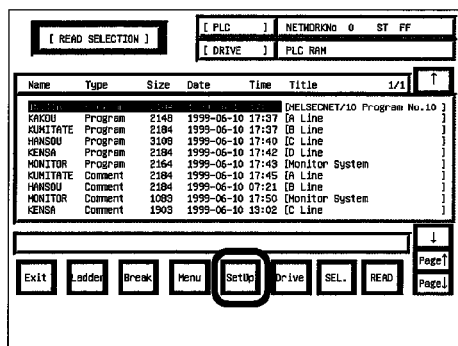 [ PLC ] NETWORKNo 0 ST FF
[ READ SELECTION ]
[ DRIVE ] PLC RAM
Name Type Size Date Time Title 1/1 ↑
[MELSECNET/10 Program No.10 ]
KAKOU Program 2148 1999-06-10 17:37 [A Line ]
KUMITATE Program 2184 1999-06-10 17:37 [B Line ]
HANSOU Program 3108 1999-06-10 17:40 [C Line ]
KENSA Program 2184 1999-06-10 17:42 [D Line ]
MONITOR Program 2164 1999-06-10 17:43 [Monitor System ]
KUMITATE Comment 2184 1999-06-10 17:45 [A Line ]
HANSOU Comment 2184 1999-06-10 07:21 [B Line ]
MONITOR Comment 1089 1999-06-10 17:50 [Monitor System ]
KENSA Comment 1903 1999-06-10 13:02 [C Line ]
↓
Exit Ladder Break Menu SetUp Drive SEL. READ Page↑
Page↓